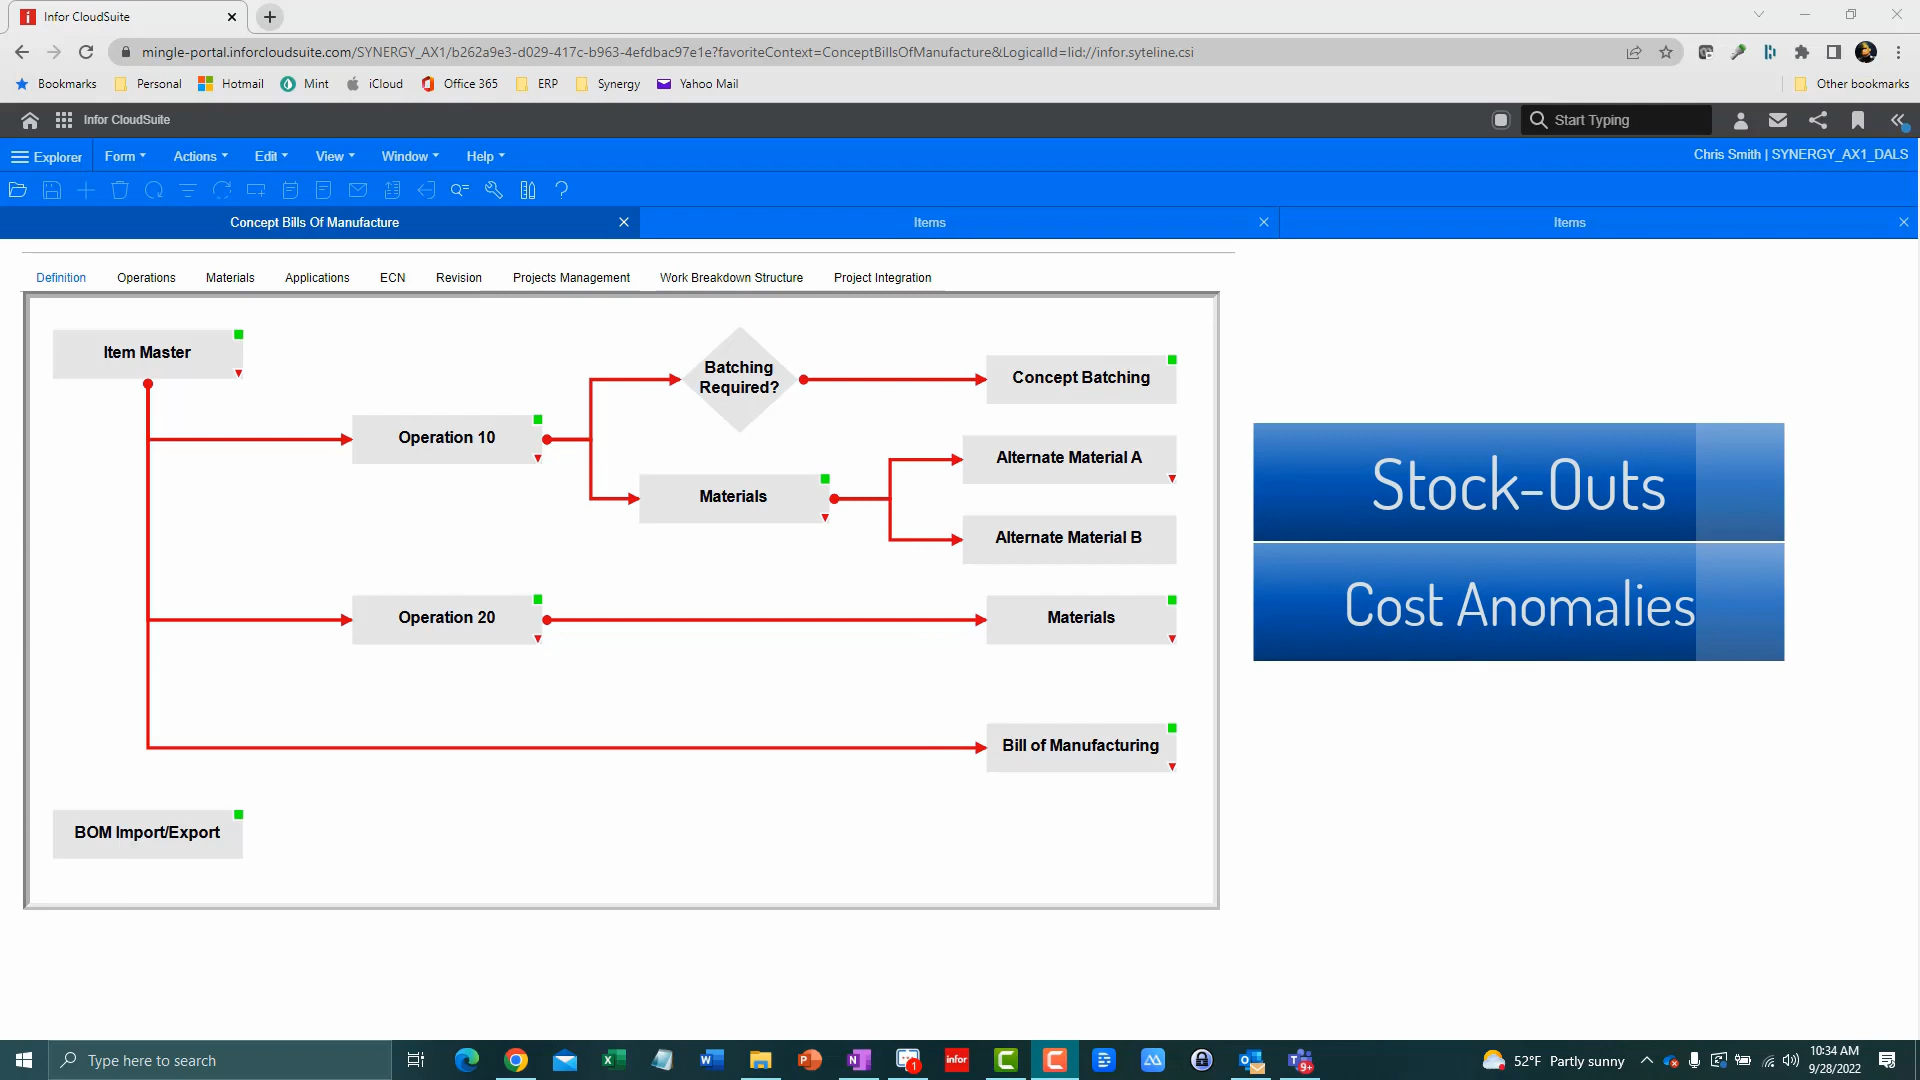 Infor CloudSuite
mingle-portal.inforcloudsuite.com/SYNERGY_AX1/b262a9e3-d029-417c-b963-4efdbac97e1e?favoriteContext=ConceptBillsOfManufacture&LogicalId=lid://infor.syteline.csi
Bookmarks Personal Hotmail Mint iCloud Office 365 ERP Synergy Yahoo Mail Other bookmarks
Infor CloudSuite Start Typing
Explorer Form Actions Edit View Window Help Chris Smith | SYNERGY_AX1_DALS
Concept Bills Of Manufacture Items Items
Definition Operations Materials Applications ECN Revision Projects Management Work Breakdown Structure Project Integration
Item Master
Batching
Required?
Concept Batching
Operation 10
Alternate Material A
Materials
Alternate Material B
Operation 20
Materials
Bill of Manufacturing
BOM Import/Export
Stock-Outs
Cost Anomalies
Type here to search
infor
1
9+
52°F Partly sunny
10:34 AM
9/28/2022